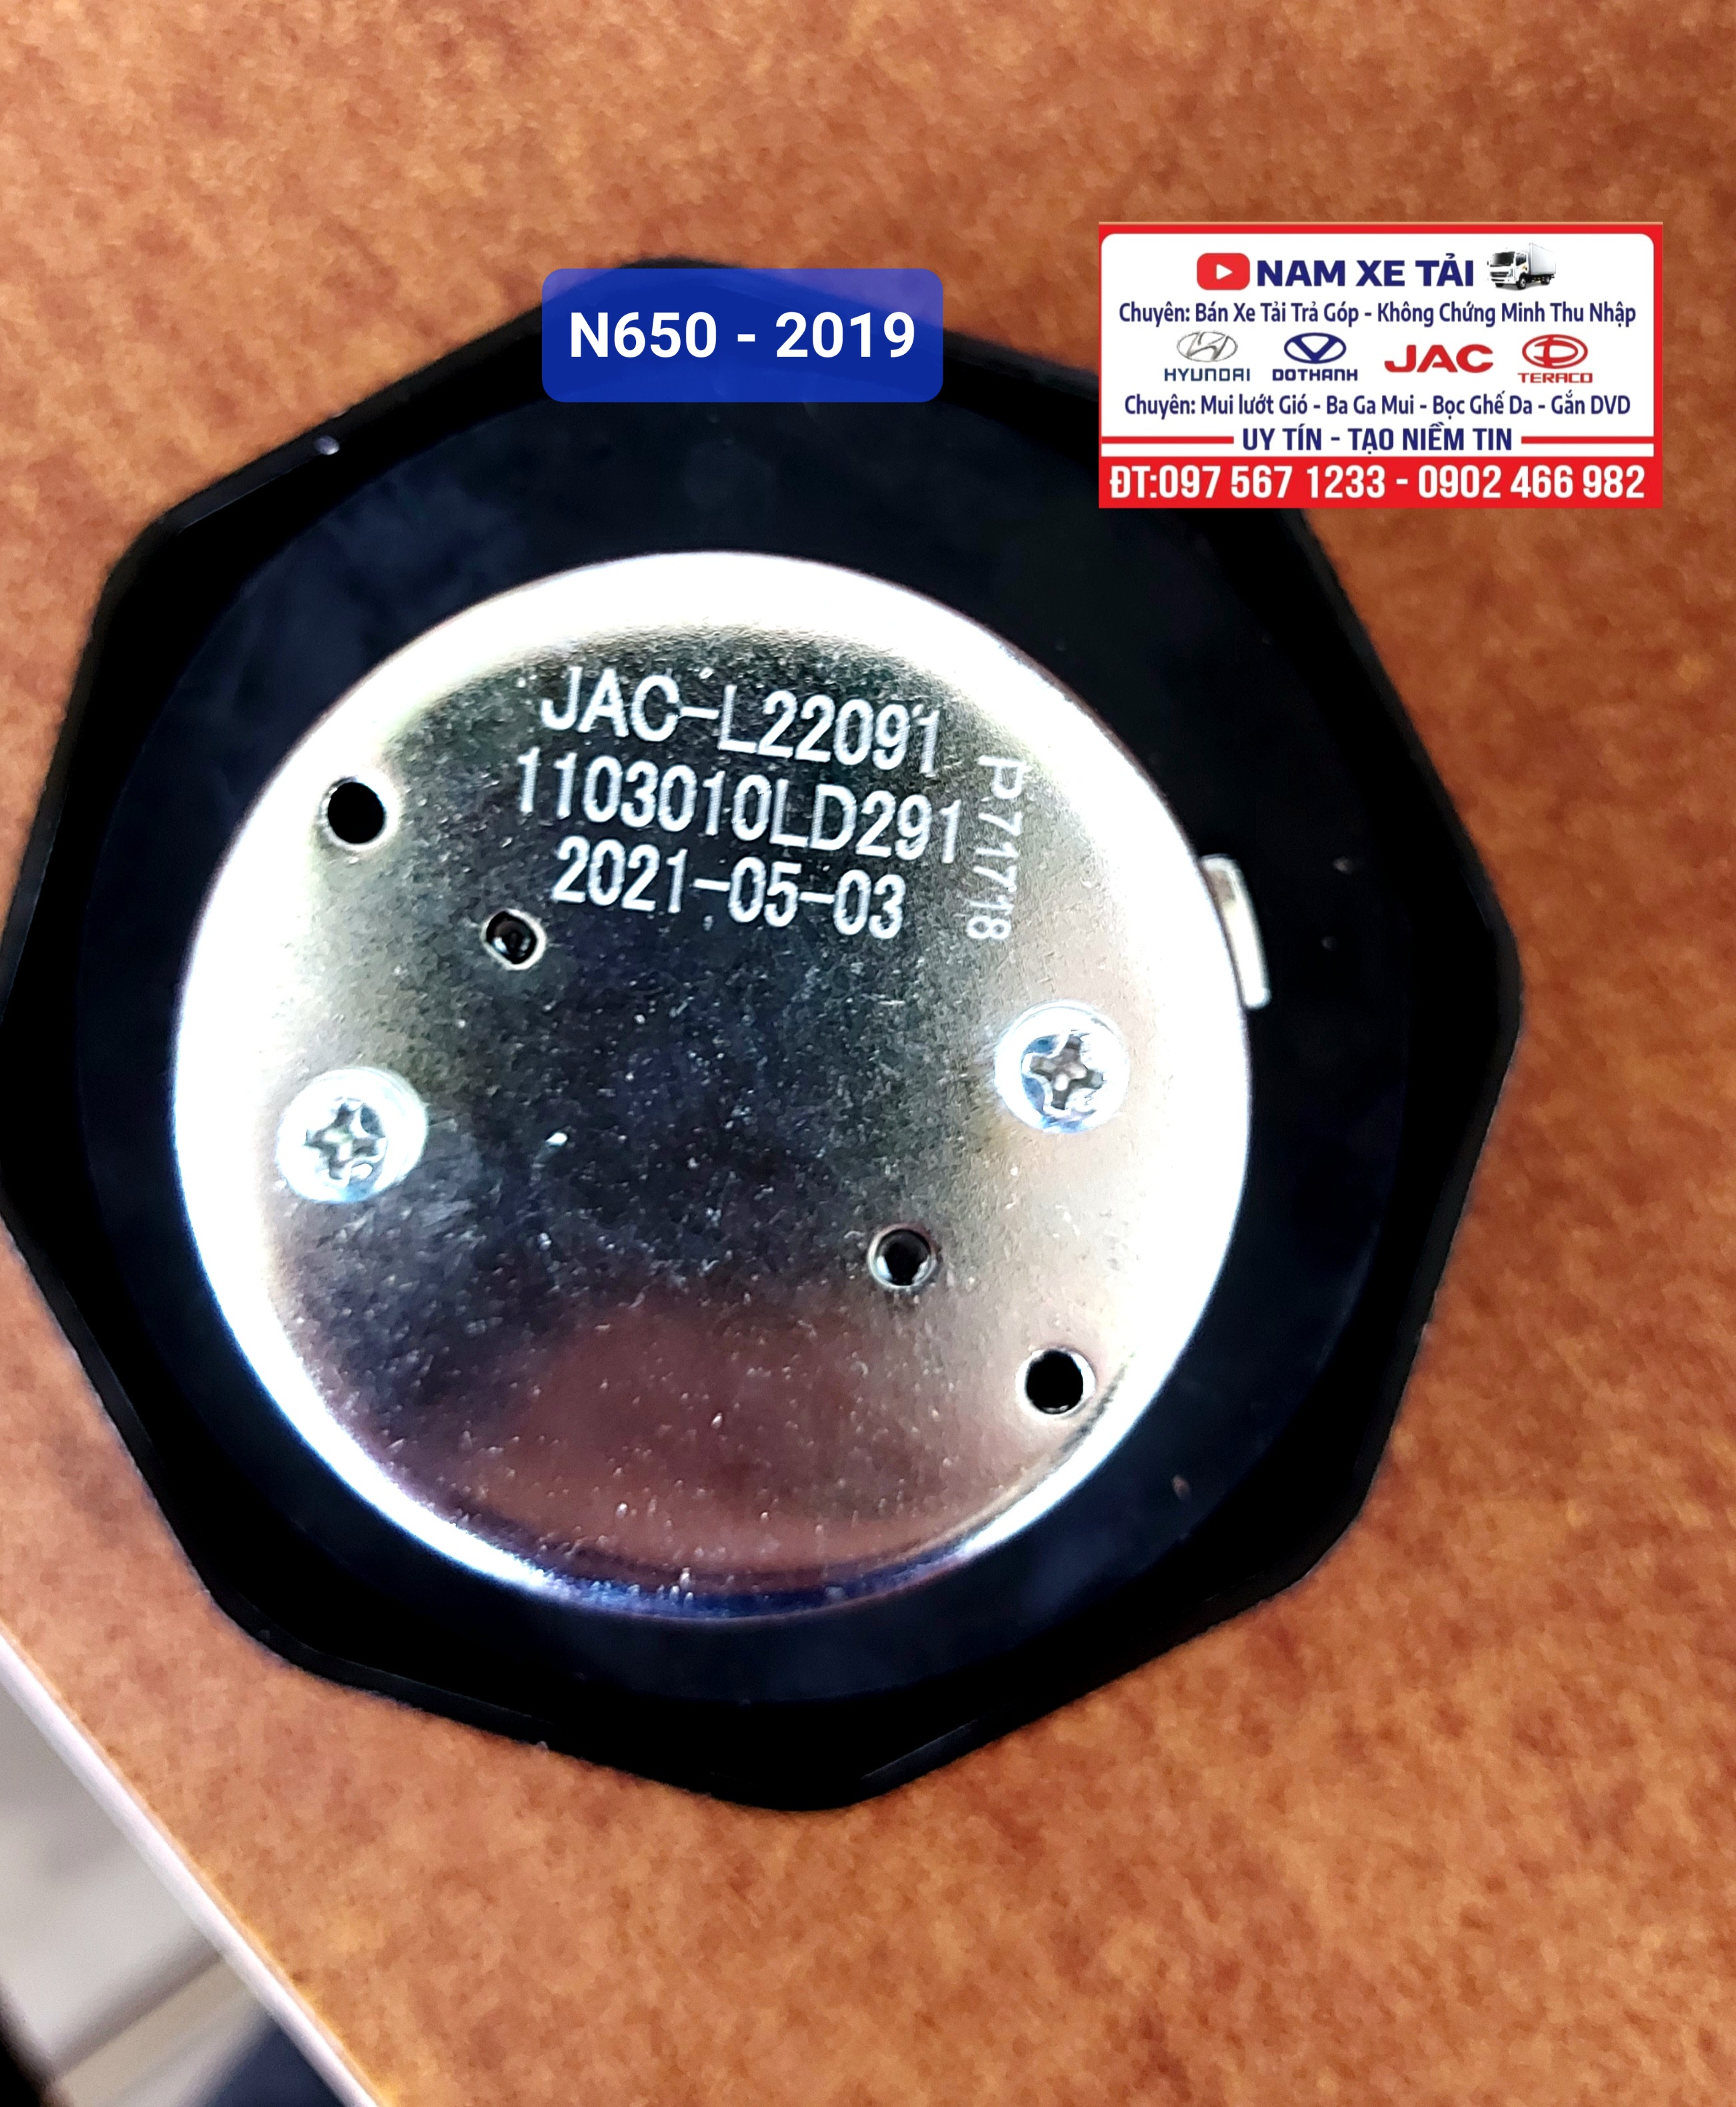 N650 - 2019
NAM XE TẢI
Chuyên: Bán Xe Tải Trả Góp - Không Chứng Minh Thu Nhập
HYUNDAI DOTHANH JAC TERACO
Chuyên: Mui lướt Gió - Ba Ga Mui - Bọc Ghế Da - Gắn DVD
UY TÍN - TẠO NIỀM TIN
ĐT:097 567 1233 - 0902 466 982
JAC-L22091
1103010LD291
2021-05-03
P71718